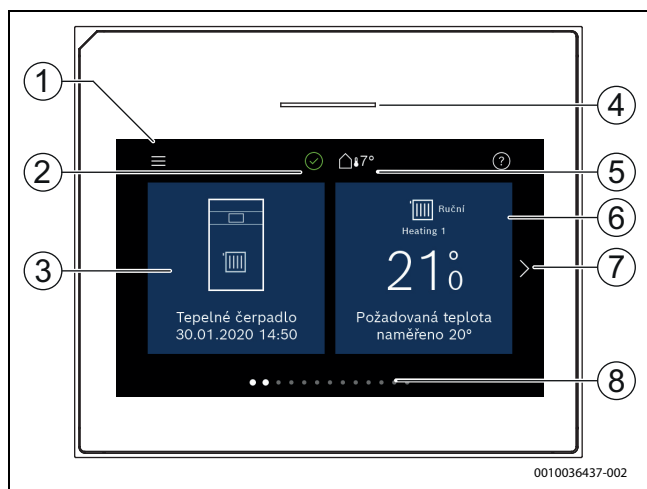 1
2
3
4
5
6
7
8
7°
?
Tepelné čerpadlo
30.01.2020 14:50
Ruční
Heating 1
21°0
Požadovaná teplota
naměřeno 20°
0010036437-002